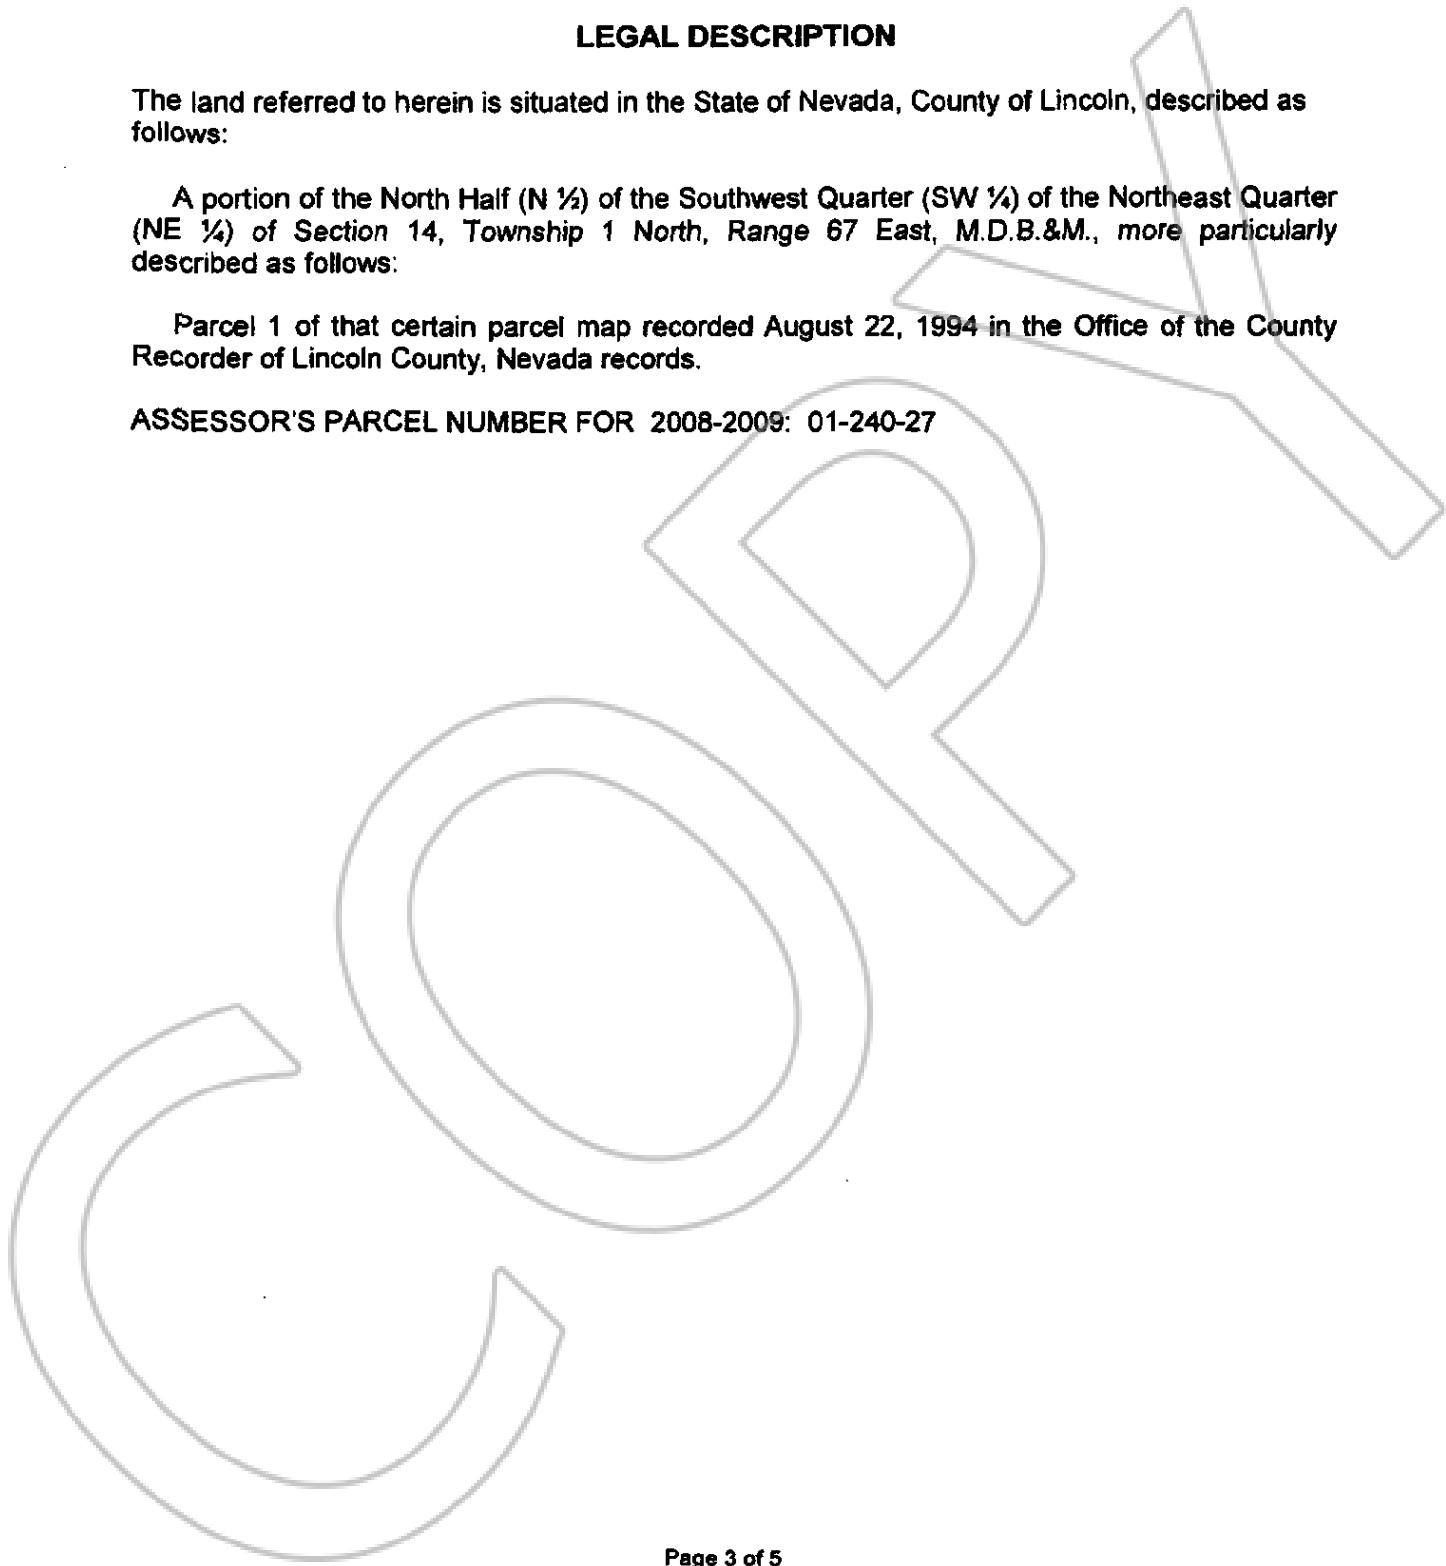 LEGAL DESCRIPTION
The land referred to herein is situated in the State of Nevada, County of Lincoln, described as
follows:
A portion of the North Half (N ½) of the Southwest Quarter (SW ¼) of the Northeast Quarter
(NE ¼) of Section 14, Township 1 North, Range 67 East, M.D.B.&M., more particularly
described as follows:
Parcel 1 of that certain parcel map recorded August 22, 1994 in the Office of the County
Recorder of Lincoln County, Nevada records.
ASSESSOR'S PARCEL NUMBER FOR 2008-2009: 01-240-27
COPY
Page 3 of 5